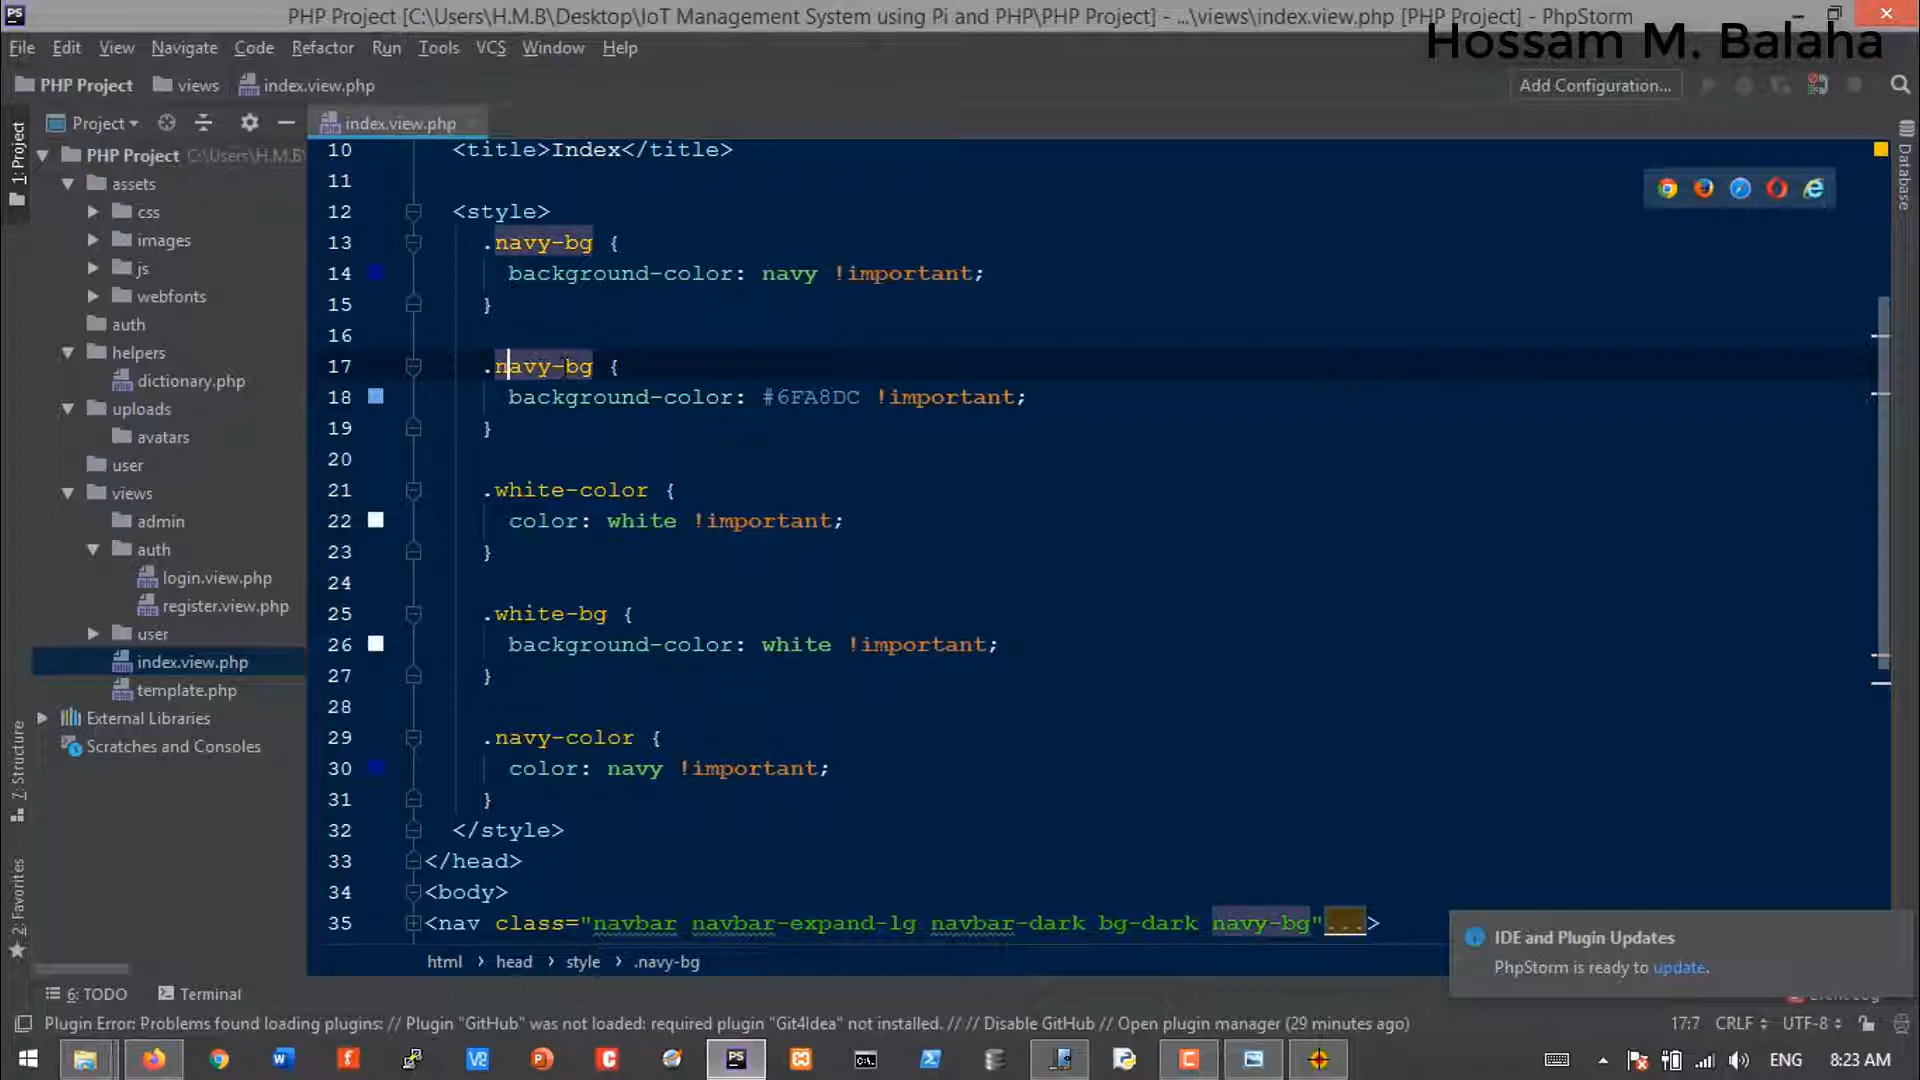 PHP Project [C:\Users\H.M.B\Desktop\IoT Management System using Pi and PHP\PHP Project] - ...\views\index.view.php [PHP Project] - PhpStorm
Hossam M. Balaha
File Edit View Navigate Code Refactor Run Tools VCS Window Help
PHP Project views index.view.php Add Configuration...
Project index.view.php
1: Project
Database
PHP Project C:\Users\H.M.B\
assets
css
images
js
webfonts
auth
helpers
dictionary.php
uploads
avatars
user
views
admin
auth
login.view.php
register.view.php
user
index.view.php
template.php
External Libraries
Scratches and Consoles
7: Structure
2: Favorites
10 <title>Index</title>
11
12 <style>
13 .navy-bg {
14 background-color: navy !important;
15 }
16
17 .navy-bg {
18 background-color: #6FA8DC !important;
19 }
20
21 .white-color {
22 color: white !important;
23 }
24
25 .white-bg {
26 background-color: white !important;
27 }
28
29 .navy-color {
30 color: navy !important;
31 }
32 </style>
33 </head>
34 <body>
35 <nav class="navbar navbar-expand-lg navbar-dark bg-dark navy-bg"...>
html › head › style › .navy-bg
IDE and Plugin Updates
PhpStorm is ready to update.
6: TODO Terminal
Plugin Error: Problems found loading plugins: // Plugin "GitHub" was not loaded: required plugin "Git4Idea" not installed. // // Disable GitHub // Open plugin manager (29 minutes ago) 17:7 CRLF UTF-8
ENG 8:23 AM